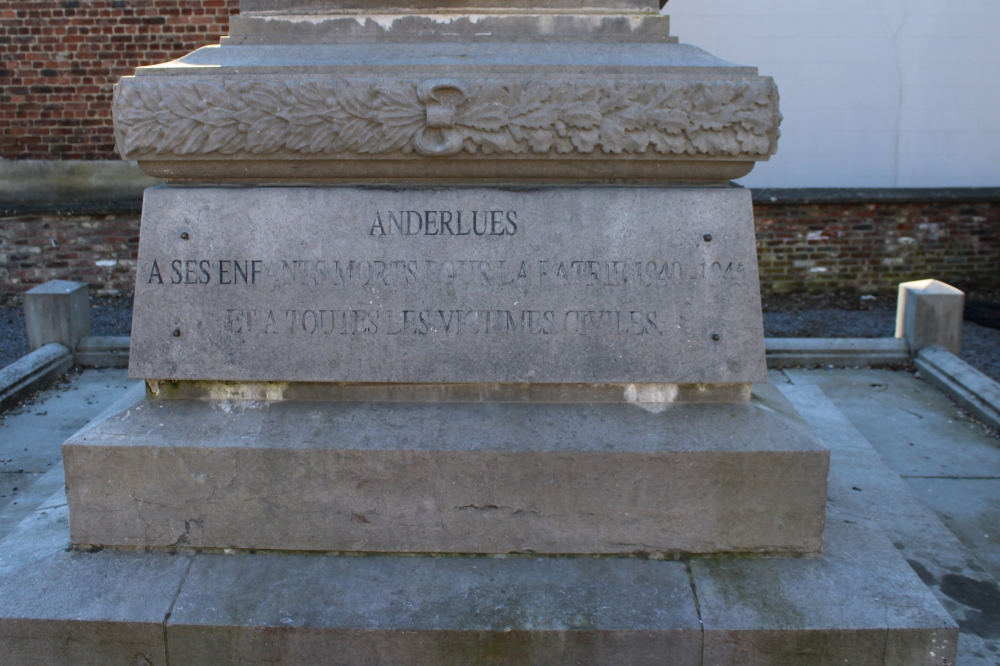 ANDERLUES
A SES ENFANTS MORTS POUR LA PATRIE 1940-1945
ET A TOUTES LES VICTIMES CIVILES.